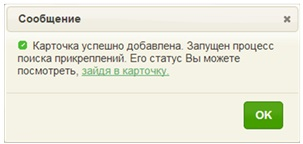 Сообщение
Карточка успешно добавлена. Запущен процесс
поиска прикреплений. Его статус Вы можете
посмотреть, зайдя в карточку.
OK